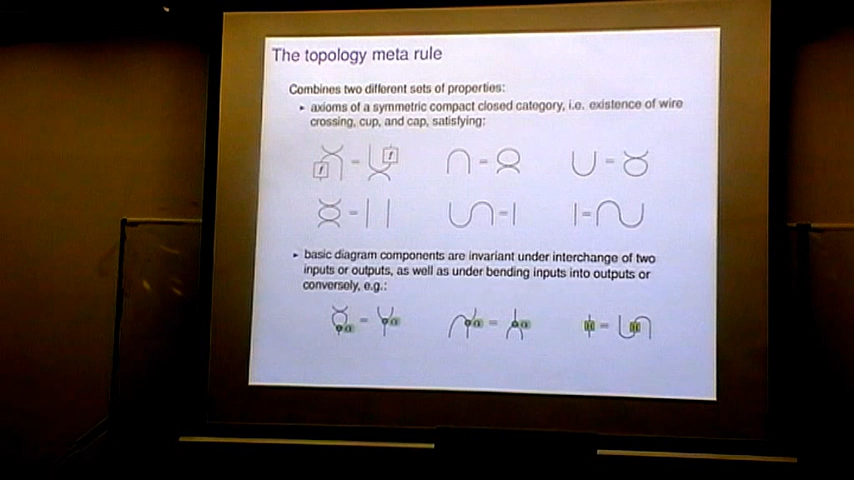 The topology meta rule
Combines two different sets of properties:
▸ axioms of a symmetric compact closed category, i.e. existence of wire
crossing, cup, and cap, satisfying:
▸ basic diagram components are invariant under interchange of two
inputs or outputs, as well as under bending inputs into outputs or
conversely, e.g.: